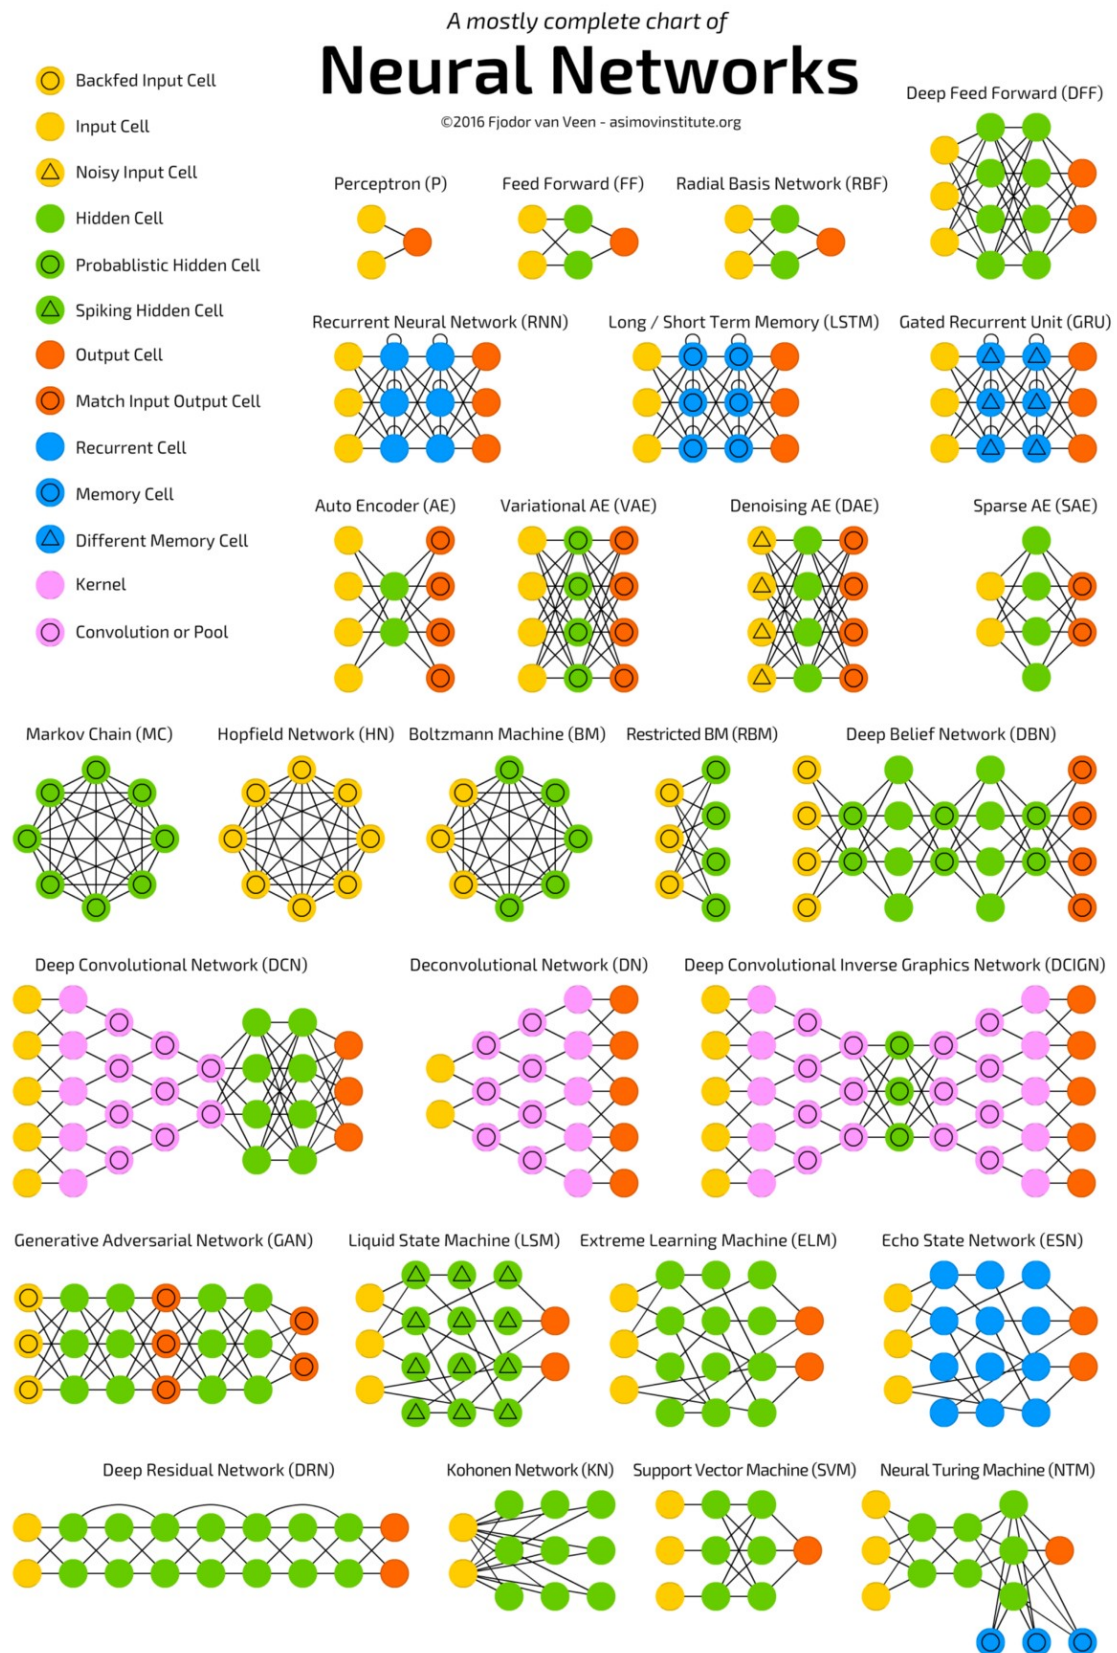 A mostly complete chart of
Neural Networks
©2016 Fjodor van Veen - asimovinstitute.org
Backfed Input Cell
Input Cell
Noisy Input Cell
Hidden Cell
Probablistic Hidden Cell
Spiking Hidden Cell
Output Cell
Match Input Output Cell
Recurrent Cell
Memory Cell
Different Memory Cell
Kernel
Convolution or Pool
Deep Feed Forward (DFF)
Perceptron (P)
Feed Forward (FF)
Radial Basis Network (RBF)
Recurrent Neural Network (RNN)
Long / Short Term Memory (LSTM)
Gated Recurrent Unit (GRU)
Auto Encoder (AE)
Variational AE (VAE)
Denoising AE (DAE)
Sparse AE (SAE)
Markov Chain (MC)
Hopfield Network (HN)
Boltzmann Machine (BM)
Restricted BM (RBM)
Deep Belief Network (DBN)
Deep Convolutional Network (DCN)
Deconvolutional Network (DN)
Deep Convolutional Inverse Graphics Network (DCIGN)
Generative Adversarial Network (GAN)
Liquid State Machine (LSM)
Extreme Learning Machine (ELM)
Echo State Network (ESN)
Deep Residual Network (DRN)
Kohonen Network (KN)
Support Vector Machine (SVM)
Neural Turing Machine (NTM)